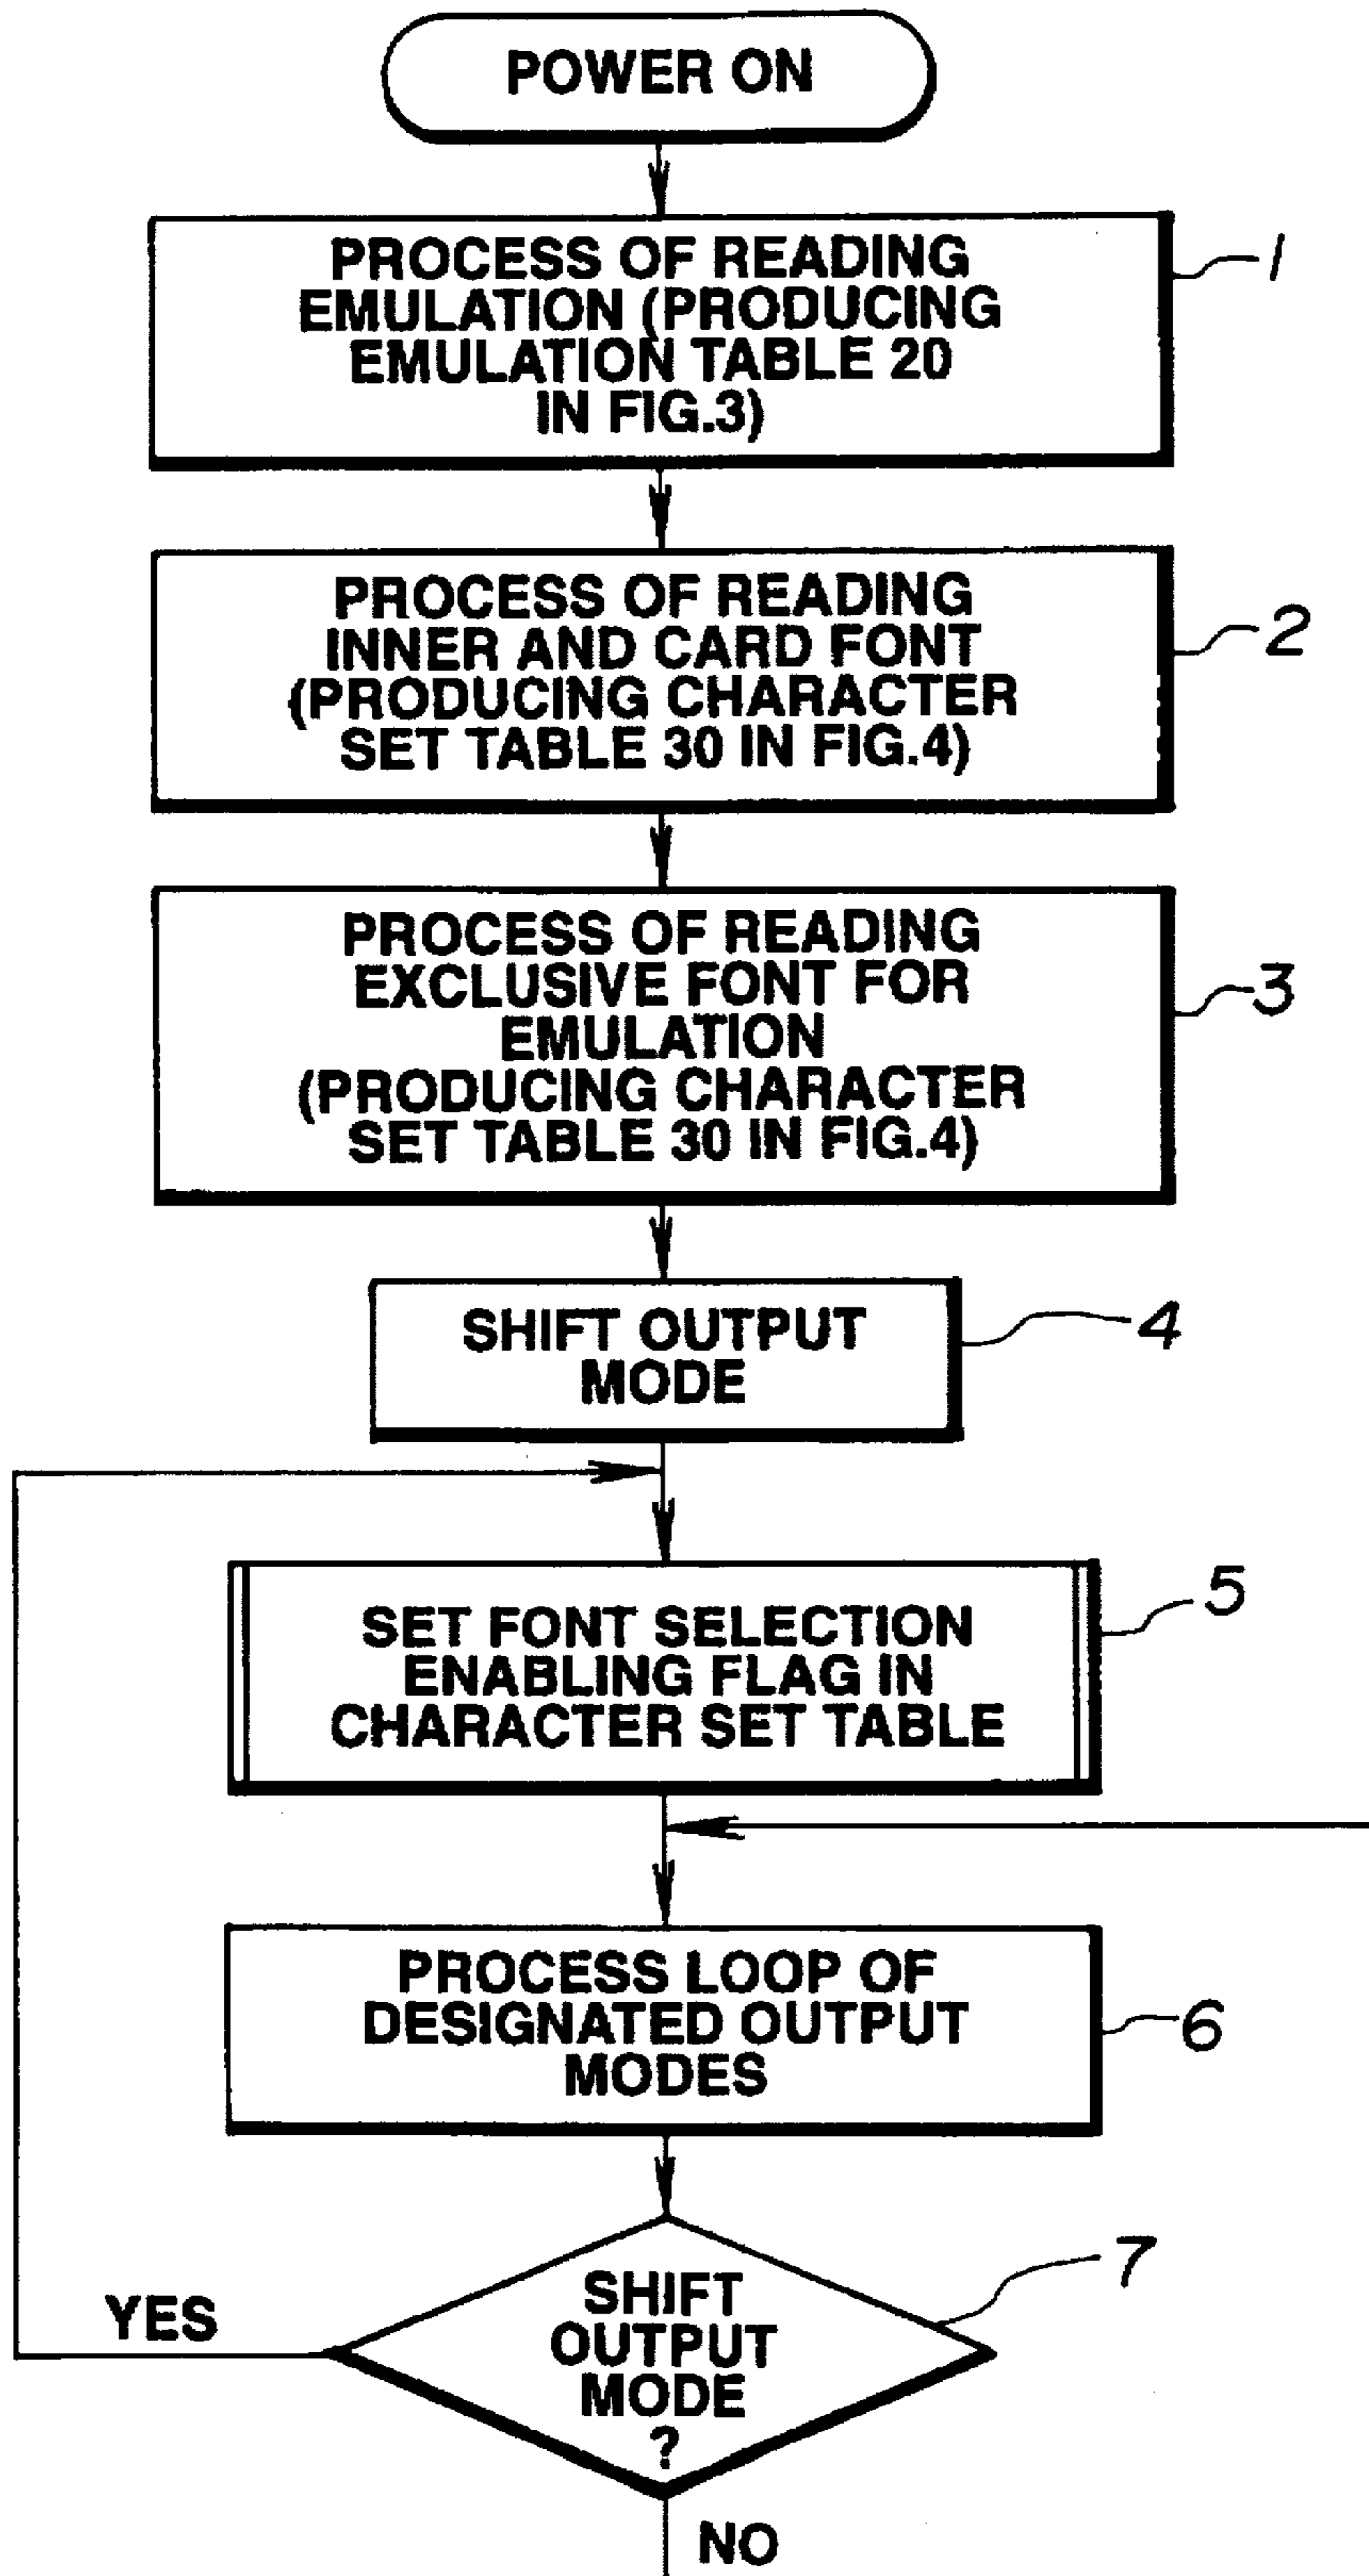 POWER ON
PROCESS OF READING
EMULATION (PRODUCING
EMULATION TABLE 20
IN FIG.3)
1
PROCESS OF READING
INNER AND CARD FONT
(PRODUCING CHARACTER
SET TABLE 30 IN FIG.4)
2
PROCESS OF READING
EXCLUSIVE FONT FOR
EMULATION
(PRODUCING CHARACTER
SET TABLE 30 IN FIG.4)
3
SHIFT OUTPUT
MODE
4
SET FONT SELECTION
ENABLING FLAG IN
CHARACTER SET TABLE
5
PROCESS LOOP OF
DESIGNATED OUTPUT
MODES
6
SHIFT
OUTPUT
MODE
?
7
YES
NO